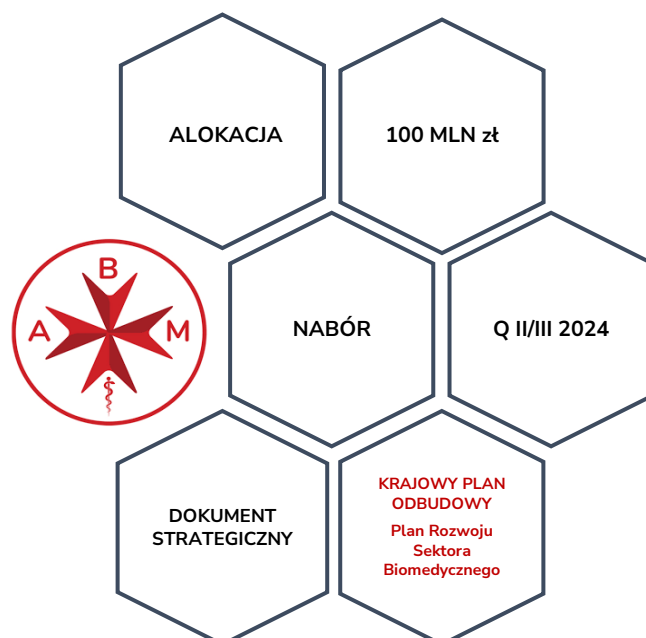 ALOKACJA
100 MLN zł
B
A
M
NABÓR
Q II/III 2024
DOKUMENT
STRATEGICZNY
KRAJOWY PLAN
ODBUDOWY
Plan Rozwoju
Sektora
Biomedycznego